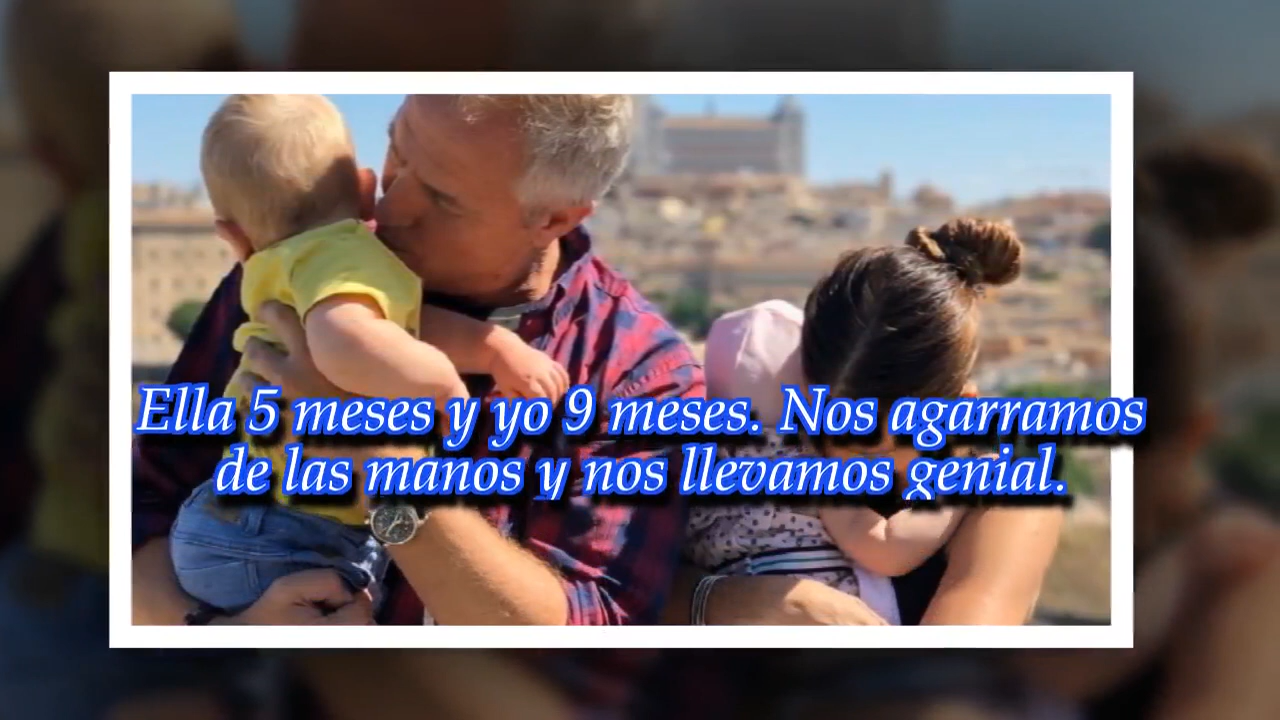 Ella 5 meses y yo 9 meses. Nos agarramos
de las manos y nos llevamos genial.